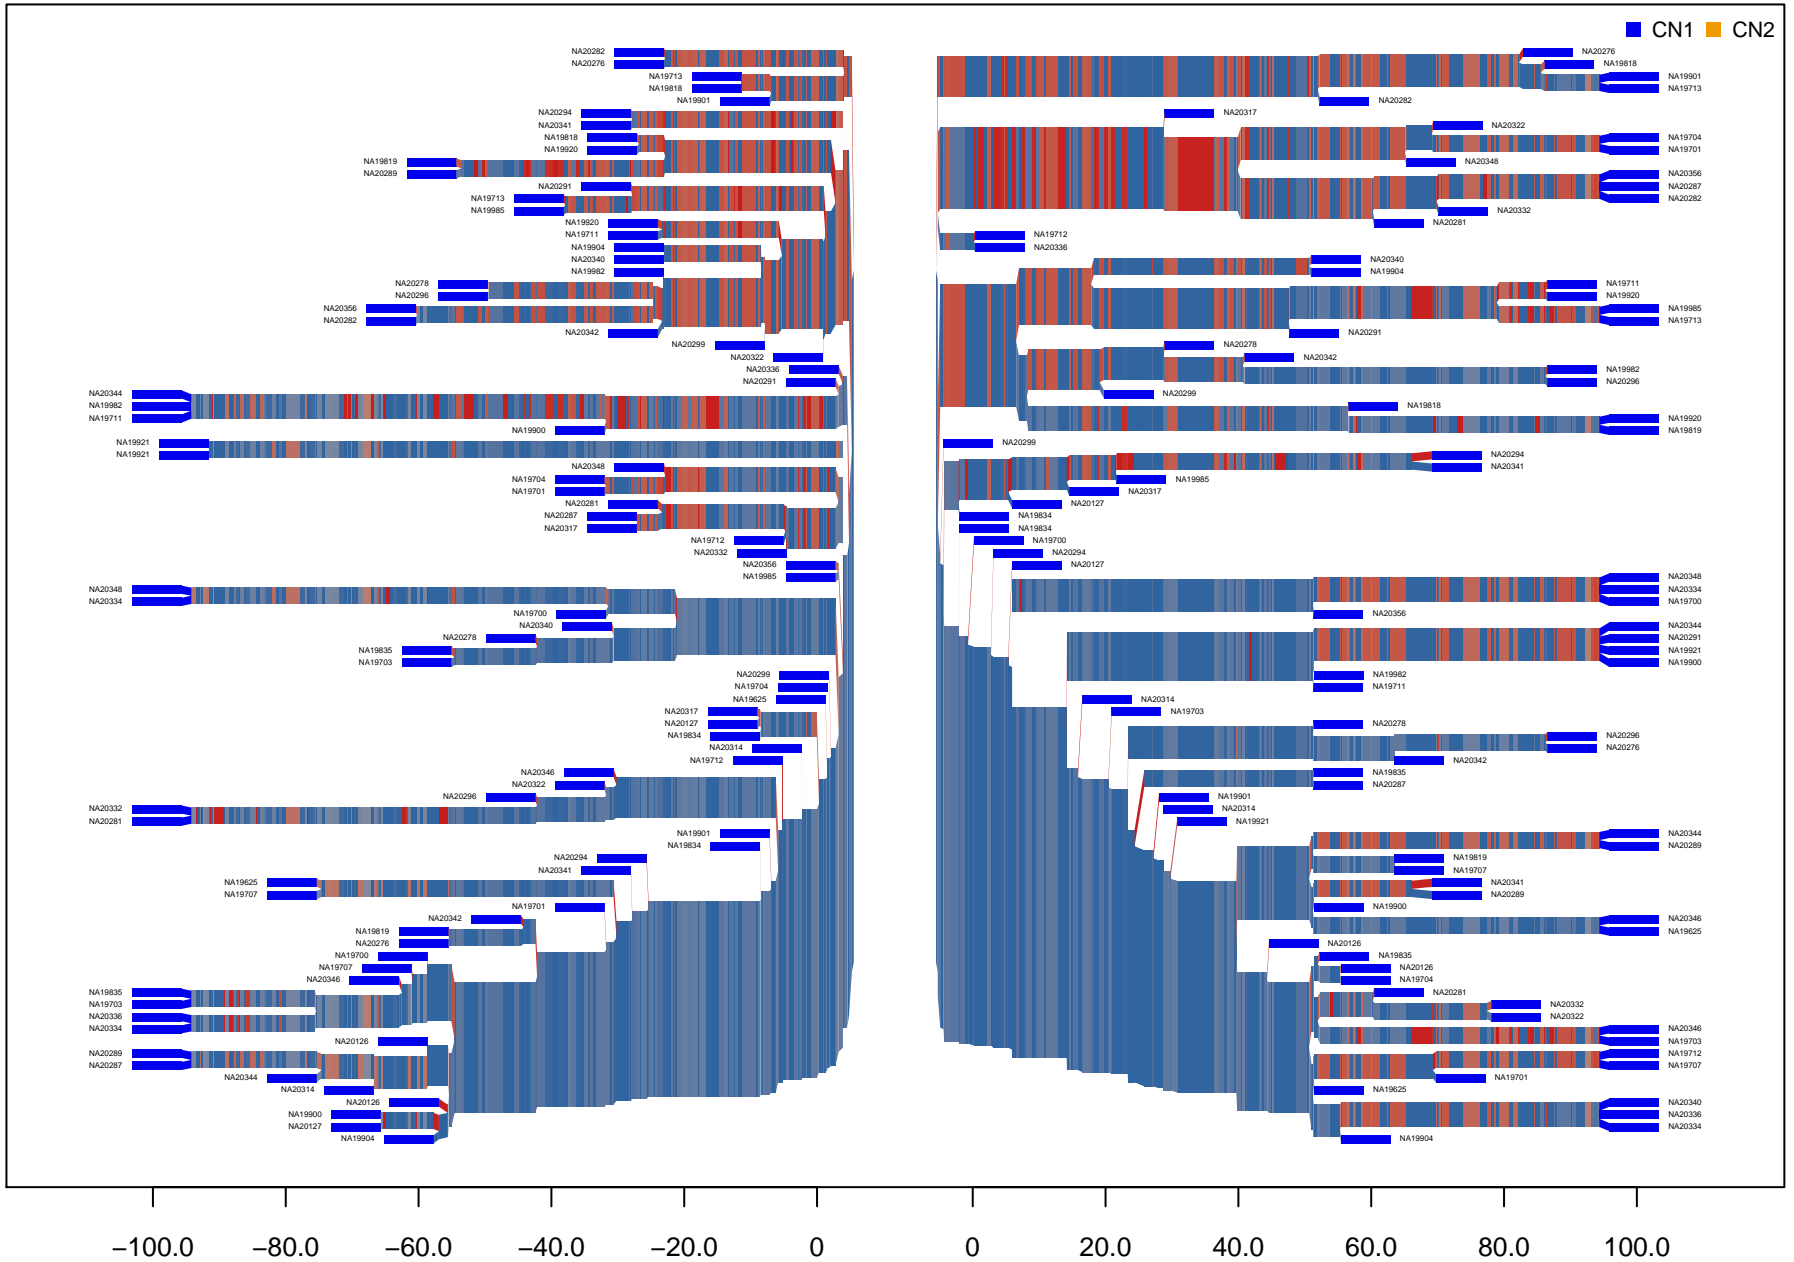 CN1 CN2
NA20282
NA20276
NA19713
NA19818
NA19901
NA20294
NA20341
NA19818
NA19920
NA19819
NA20289
NA20291
NA19713
NA19985
NA19920
NA19711
NA19904
NA20340
NA19982
NA20278
NA20296
NA20356
NA20282
NA20342
NA20299
NA20322
NA20336
NA20291
NA20344
NA19982
NA19711
NA19900
NA19921
NA19921
NA20348
NA19704
NA19701
NA20281
NA20287
NA20317
NA19712
NA20332
NA20356
NA19985
NA20348
NA20334
NA19700
NA20340
NA20278
NA19835
NA19703
NA20299
NA19704
NA19625
NA20317
NA20127
NA19834
NA20314
NA19712
NA20346
NA20322
NA20296
NA20332
NA20281
NA19901
NA19834
NA20294
NA20341
NA19625
NA19707
NA19701
NA20342
NA19819
NA20276
NA19700
NA19707
NA20346
NA19835
NA19703
NA20336
NA20334
NA20126
NA20289
NA20287
NA20344
NA20314
NA20126
NA19900
NA20127
NA19904
NA20276
NA19818
NA19901
NA19713
NA20282
NA20317
NA20322
NA19704
NA19701
NA20348
NA20356
NA20287
NA20282
NA20332
NA20281
NA19712
NA20336
NA20340
NA19904
NA19711
NA19920
NA19985
NA19713
NA20291
NA20278
NA20342
NA19982
NA20296
NA20299
NA19818
NA19920
NA19819
NA20299
NA20294
NA20341
NA19985
NA20317
NA20127
NA19834
NA19834
NA19700
NA20294
NA20127
NA20348
NA20334
NA19700
NA20356
NA20344
NA20291
NA19921
NA19900
NA19982
NA19711
NA20314
NA19703
NA20278
NA20296
NA20276
NA20342
NA19835
NA20287
NA19901
NA20314
NA19921
NA20344
NA20289
NA19819
NA19707
NA20341
NA20289
NA19900
NA20346
NA19625
NA20126
NA19835
NA20126
NA19704
NA20281
NA20332
NA20322
NA20346
NA19703
NA19712
NA19707
NA19701
NA19625
NA20340
NA20336
NA20334
NA19904
−100.0 −80.0 −60.0 −40.0 −20.0 0 0 20.0 40.0 60.0 80.0 100.0